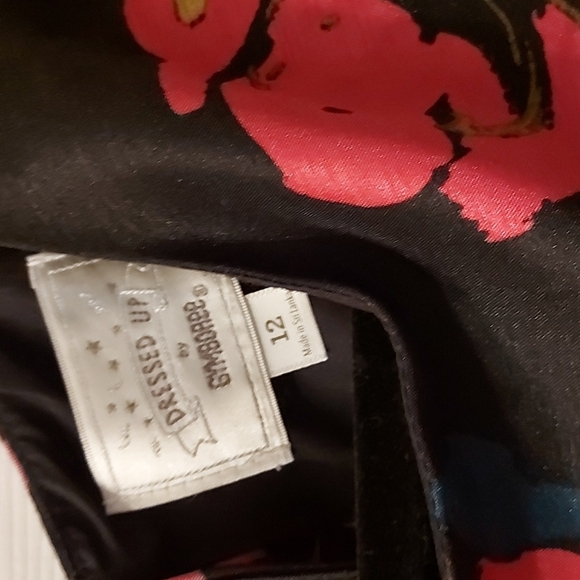 DRESSED UP
BY
GYMBOREE®
12
Made in Sri Lanka